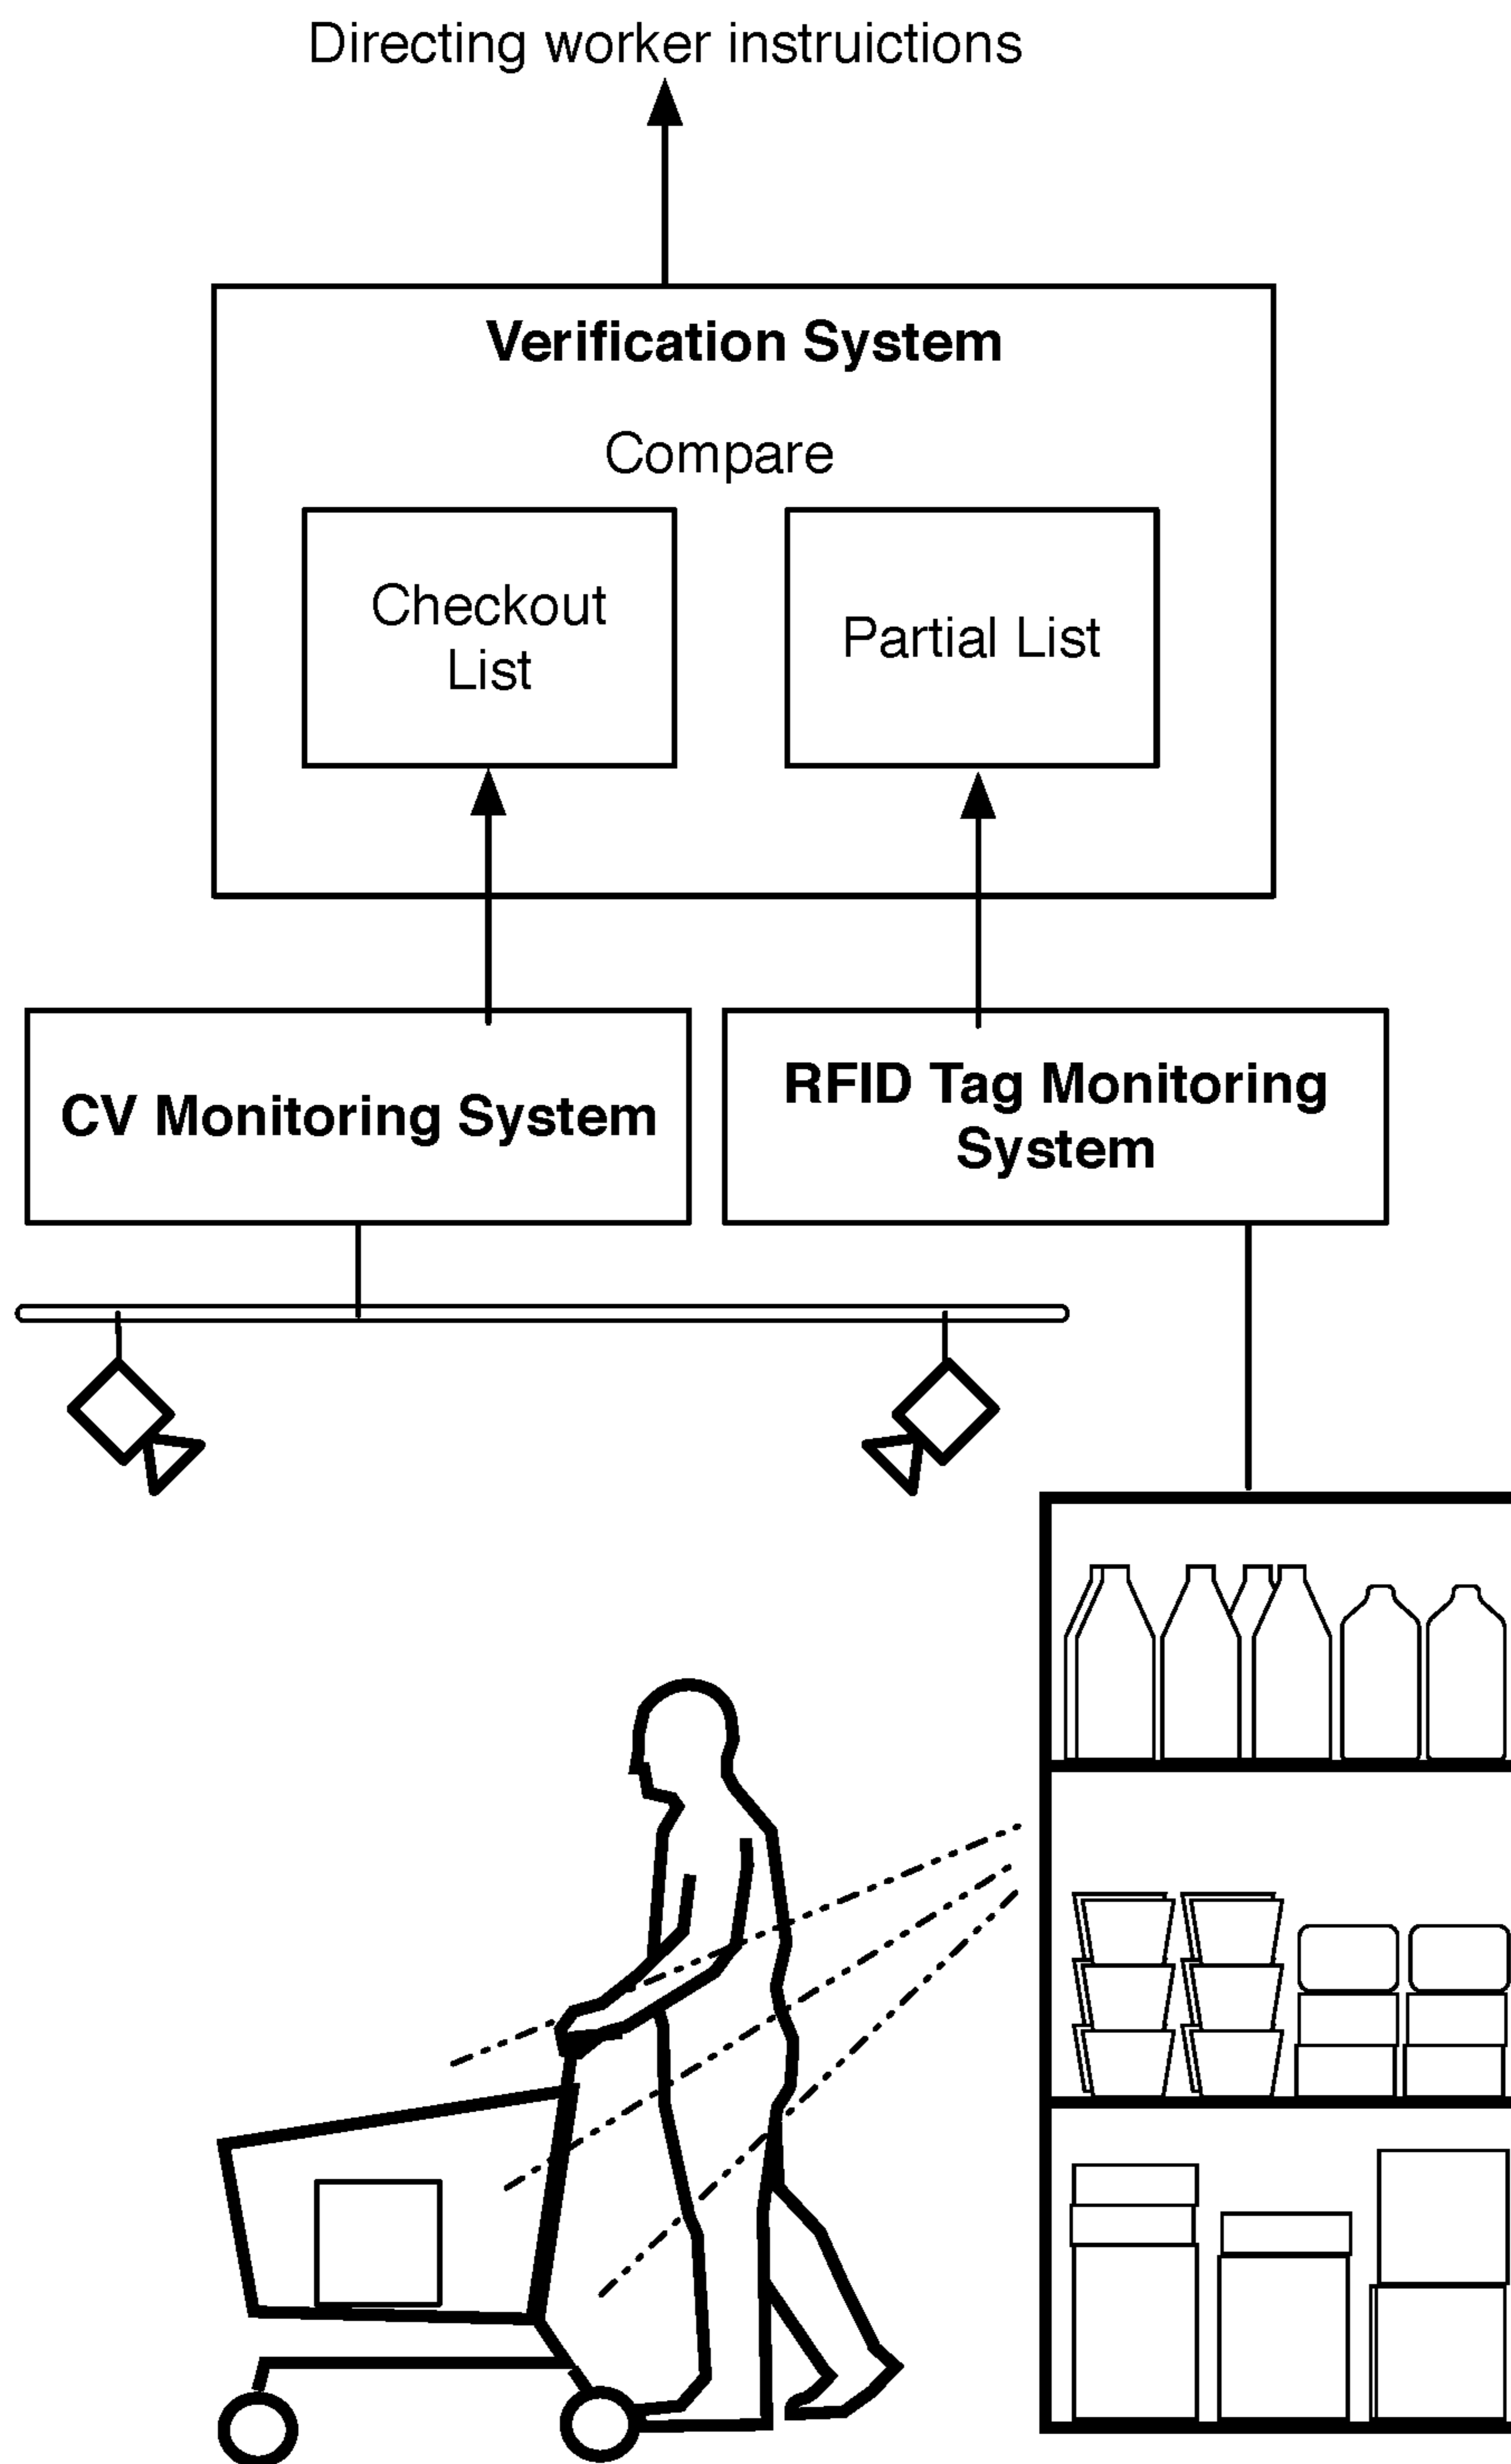 Directing worker instruictions
Verification System
Compare
Checkout
List
Partial List
CV Monitoring System
RFID Tag Monitoring
System